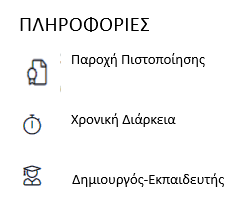 ΠΛΗΡΟΦΟΡΙΕΣ
Παροχή Πιστοποίησης
Χρονική Διάρκεια
Δημιουργός-Εκπαιδευτής